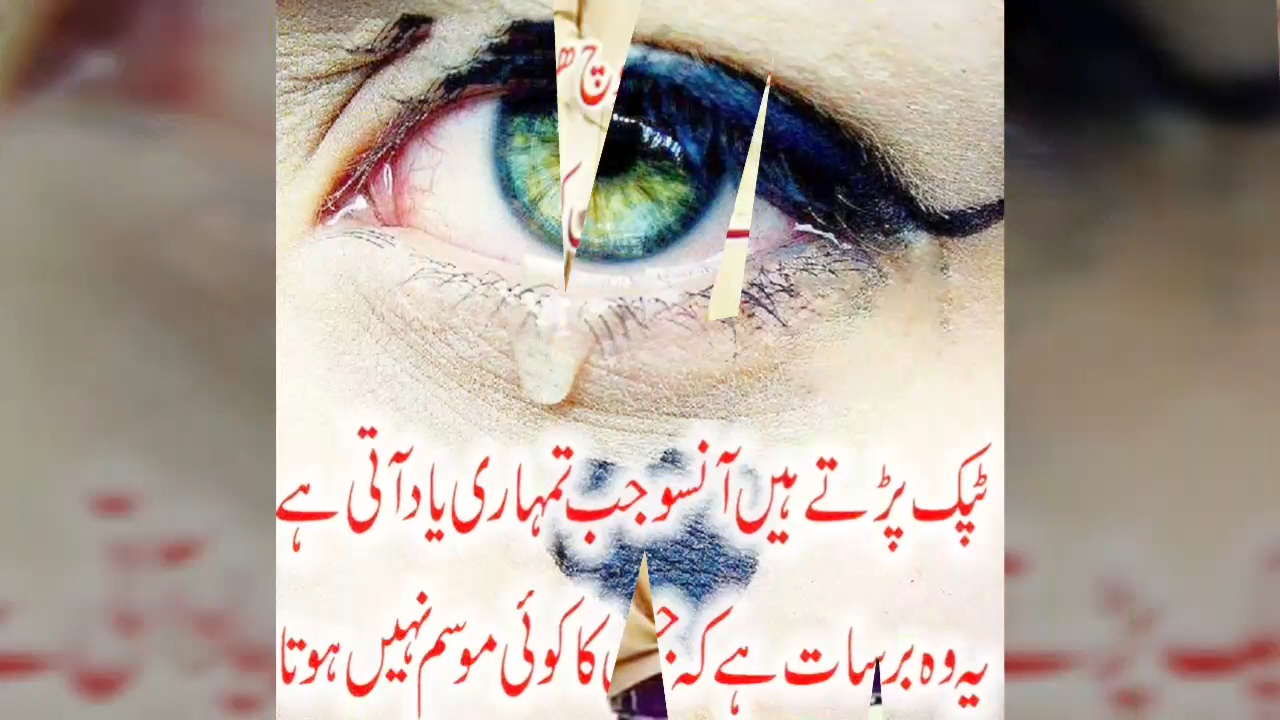 ٹپک پڑتے ہیں آنسو جب تمہاری یاد آتی ہے
یہ وہ برسات ہے کہ کا کوئی موسم نہیں ہوتا